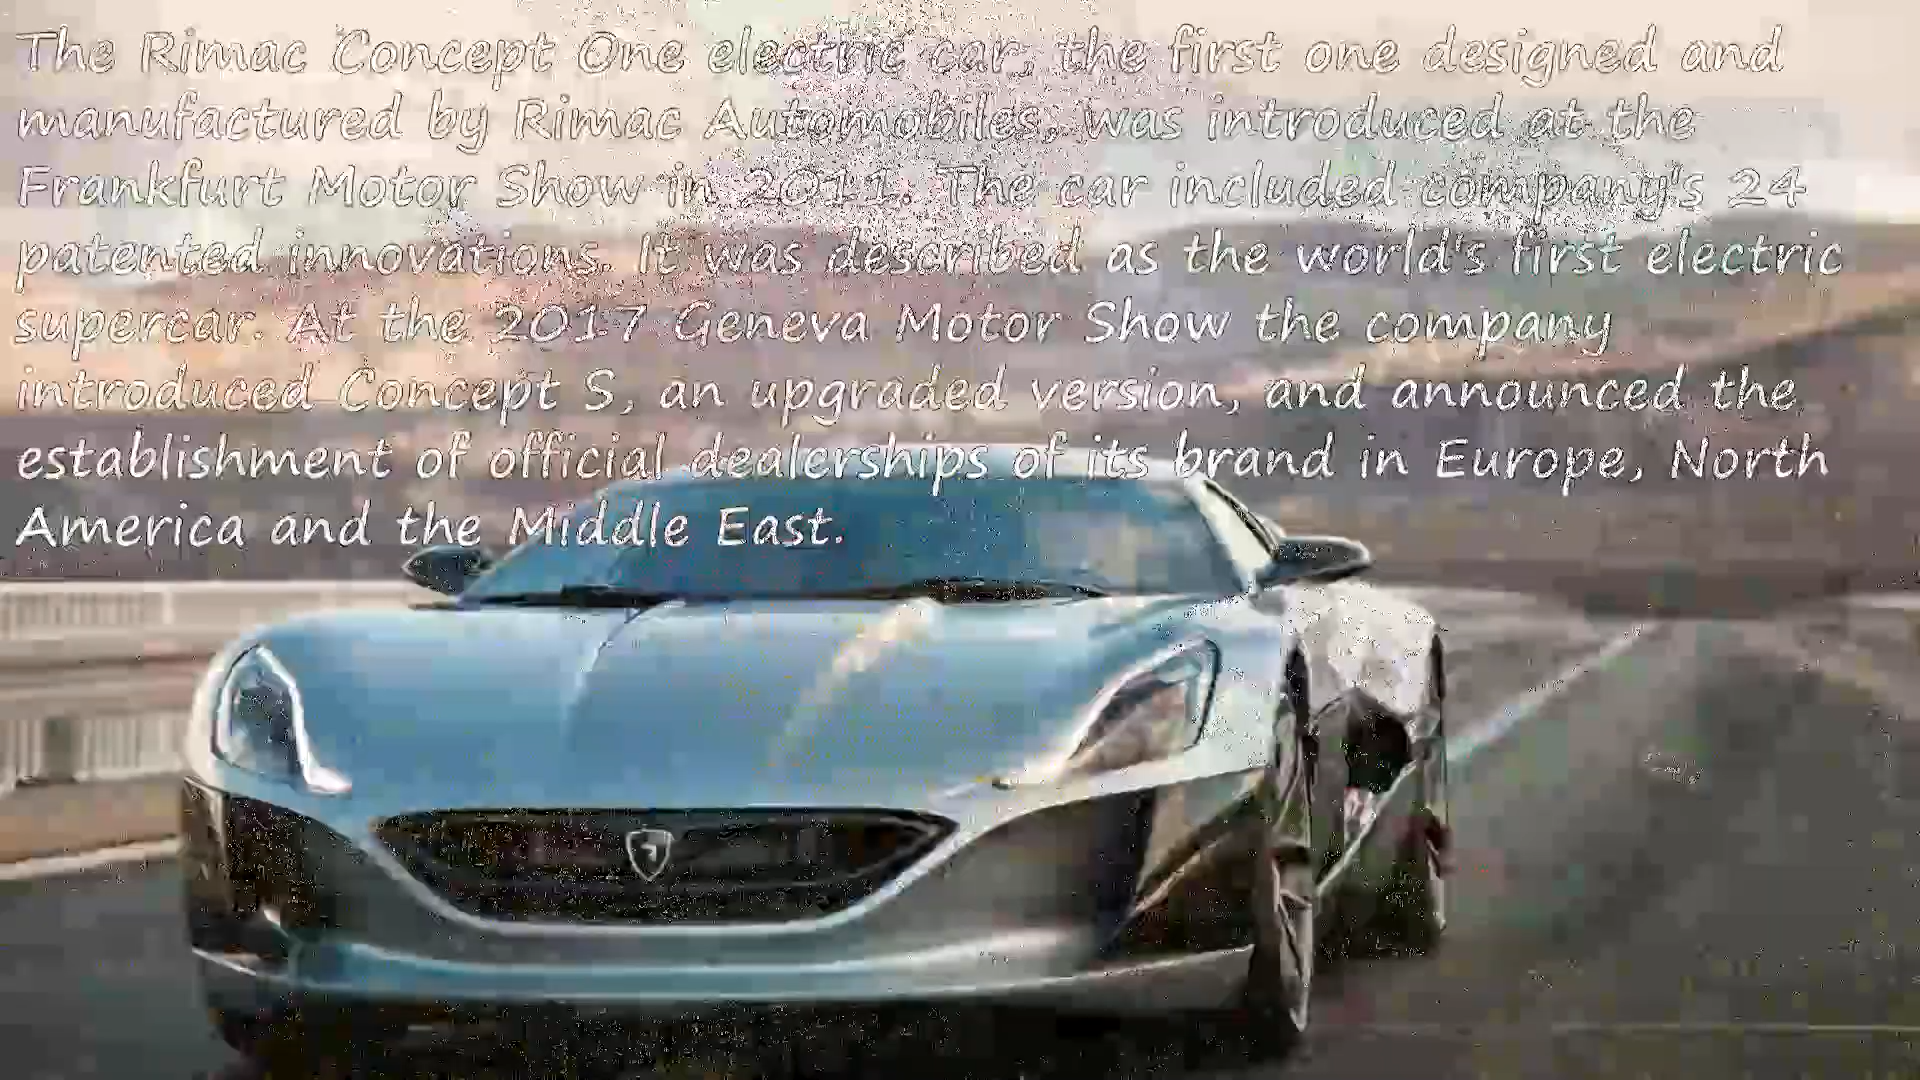 The Rimac Concept One electric car, the first one designed and
manufactured by Rimac Automobiles, was introduced at the
Frankfurt Motor Show in 2011. The car included company's 24
patented innovations. It was described as the world's first electric
supercar. At the 2017 Geneva Motor Show the company
introduced Concept S, an upgraded version, and announced the
establishment of official dealerships of its brand in Europe, North
America and the Middle East.